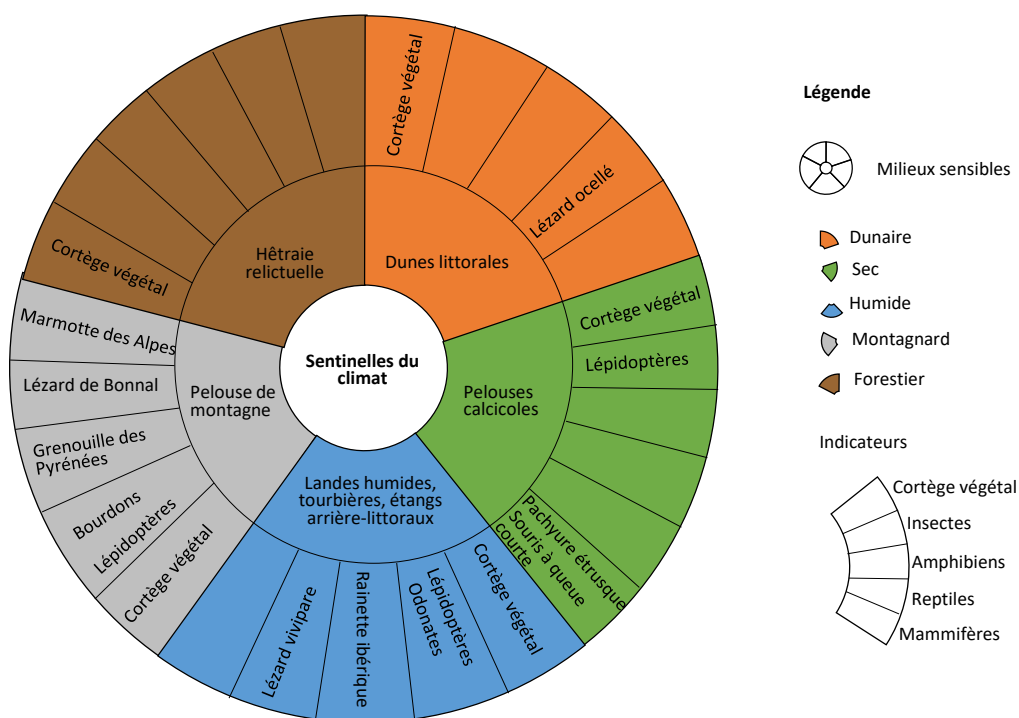 Cortège végétal
Lézard ocellé
Dunes littorales
Cortège végétal
Lépidoptères
Pachyure étrusque
Souris à queue
courte
Pelouses
calcicoles
Cortège végétal
Lépidoptères
Odonates
Rainette ibérique
Lézard vivipare
Landes humides,
tourbières, étangs
arrière-littoraux
Cortège végétal
Lépidoptères
Bourdons
Grenouille des
Pyrénées
Lézard de Bonnal
Marmotte des Alpes
Pelouse de
montagne
Cortège végétal
Hêtraie
relictuelle
Sentinelles du
climat
Légende
Milieux sensibles
Dunaire
Sec
Humide
Montagnard
Forestier
Indicateurs
Cortège végétal
Insectes
Amphibiens
Reptiles
Mammifères